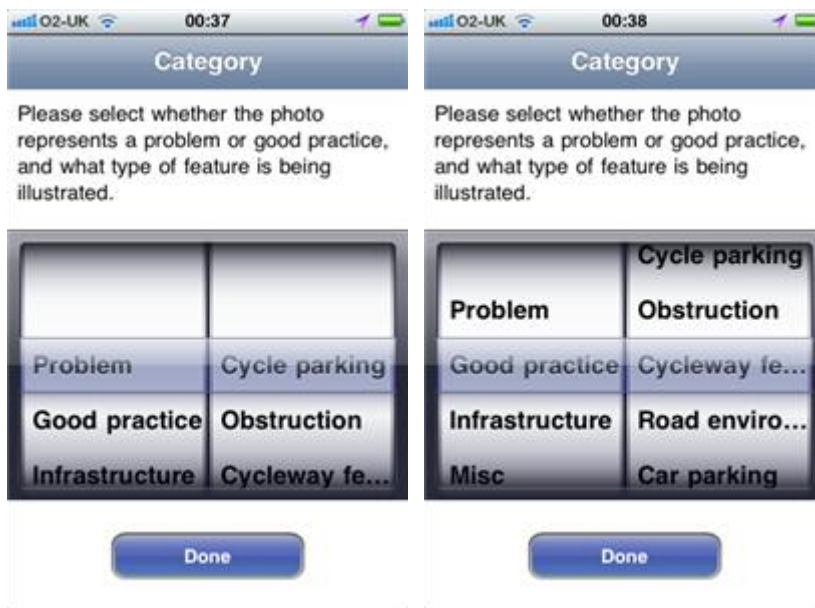 O2-UK 00:37
Category
Please select whether the photo
represents a problem or good practice,
and what type of feature is being
illustrated.
Problem Cycle parking
Good practice Obstruction
Infrastructure Cycleway fe...
Done
O2-UK 00:38
Category
Please select whether the photo
represents a problem or good practice,
and what type of feature is being
illustrated.
Cycle parking
Problem Obstruction
Good practice Cycleway fe...
Infrastructure Road enviro...
Misc Car parking
Done